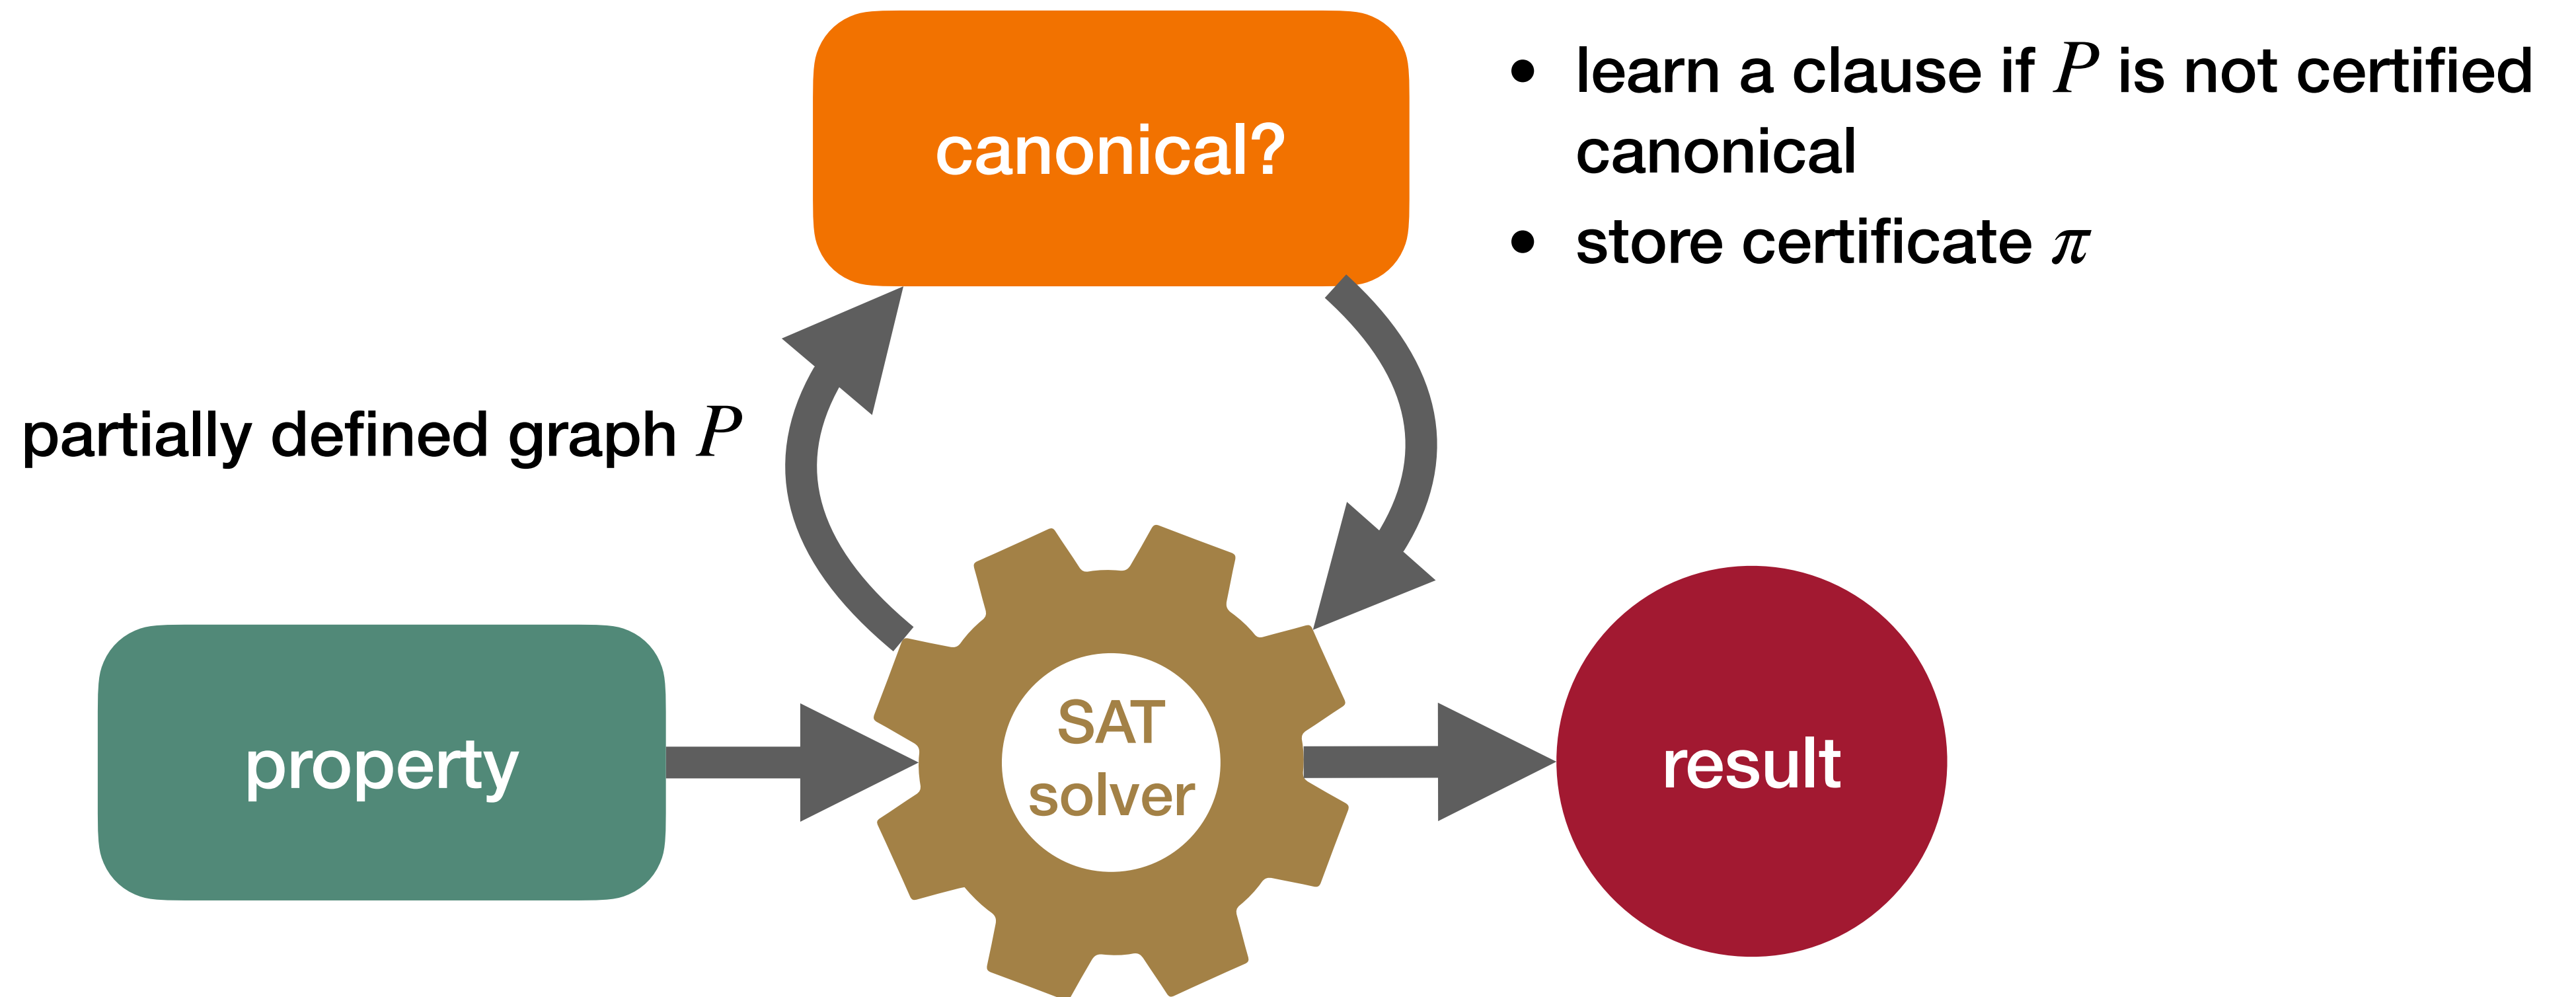 canonical?
• learn a clause if P is not certified
canonical
• store certificate π
partially defined graph P
property
SAT
solver
result